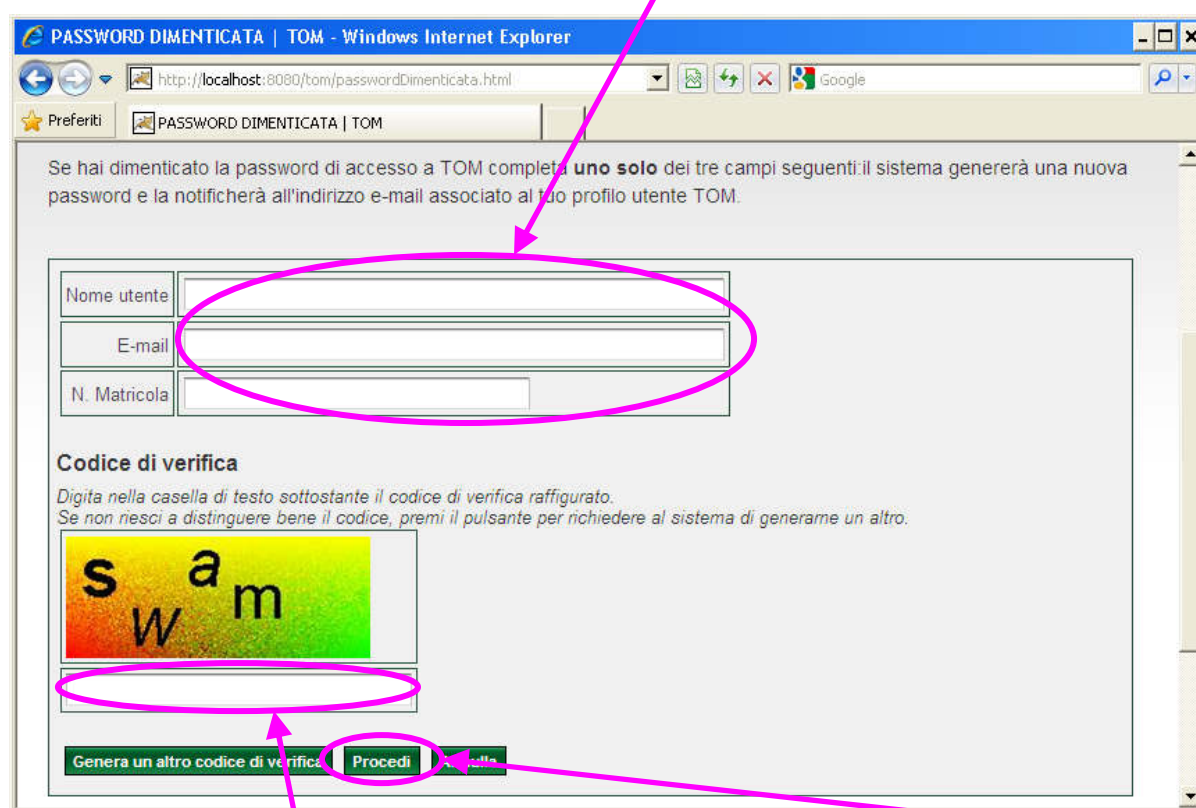 PASSWORD DIMENTICATA | TOM - Windows Internet Explorer
http://localhost:8080/tom/passwordDimenticata.html
Google
Preferiti
PASSWORD DIMENTICATA | TOM
Se hai dimenticato la password di accesso a TOM completa uno solo dei tre campi seguenti:il sistema genererà una nuova
password e la notificherà all'indirizzo e-mail associato al tuo profilo utente TOM.
Nome utente
E-mail
N. Matricola
Codice di verifica
Digita nella casella di testo sottostante il codice di verifica raffigurato.
Se non riesci a distinguere bene il codice, premi il pulsante per richiedere al sistema di generarne un altro.
s w a m
Genera un altro codice di verifica
Procedi
Annulla